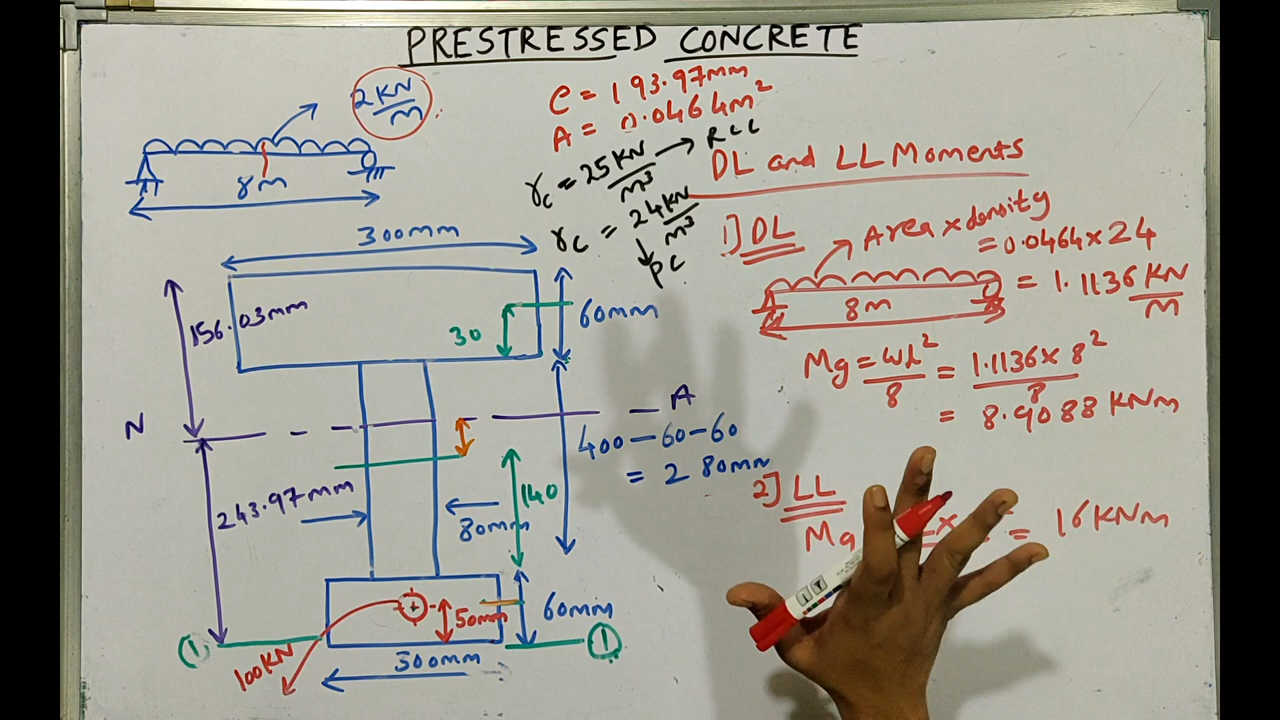 PRESTRESSED CONCRETE
2KN/m
8m
e = 193.97mm
A = 0.0464m²
γc = 25KN/m³ → RCC
γc = 24KN/m³
↓
PC
DL and LL Moments
1] DL
Area x density
= 0.0464 x 24
= 1.1136 KN/m
8m
Mg = wl²/8 = 1.1136 x 8²/8
= 8.9088 KNm
2] LL
Mq
x
= 16 KNm
300mm
156.03mm
30
60mm
N
A
400-60-60
= 280mm
243.97mm
80mm
140
50mm
60mm
1
1
100KN
300mm